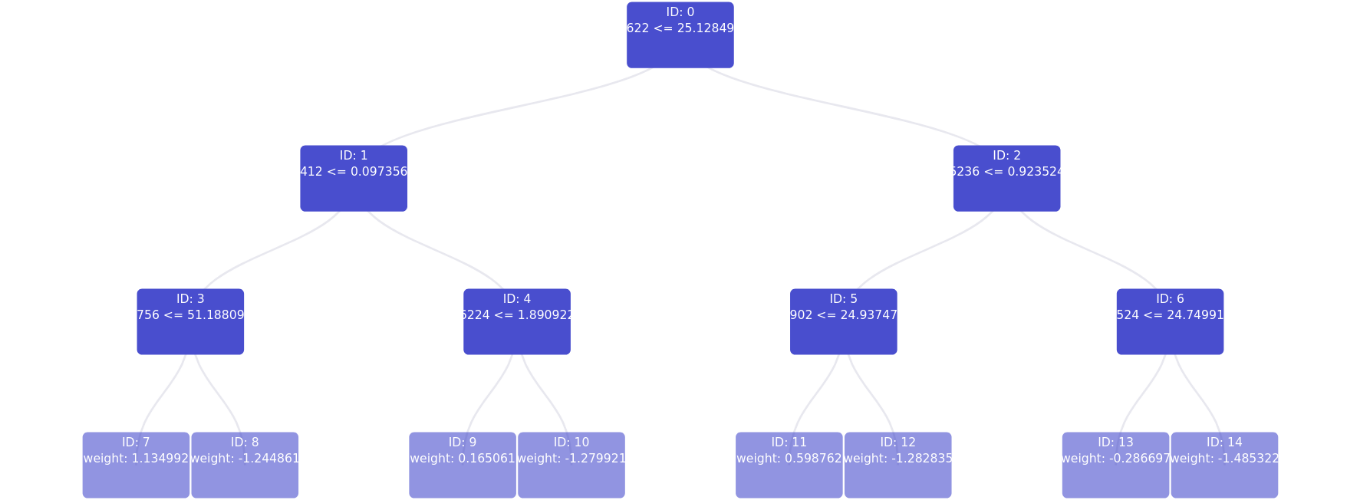 ID: 0
622 <= 25.12849
ID: 1
412 <= 0.097356
ID: 2
5236 <= 0.923524
ID: 3
756 <= 51.18809
ID: 4
5224 <= 1.890922
ID: 5
902 <= 24.93747
ID: 6
524 <= 24.74991
ID: 7
weight: 1.134992
ID: 8
weight: -1.244861
ID: 9
weight: 0.165061
ID: 10
weight: -1.279921
ID: 11
weight: 0.598762
ID: 12
weight: -1.282835
ID: 13
weight: -0.286697
ID: 14
weight: -1.485322